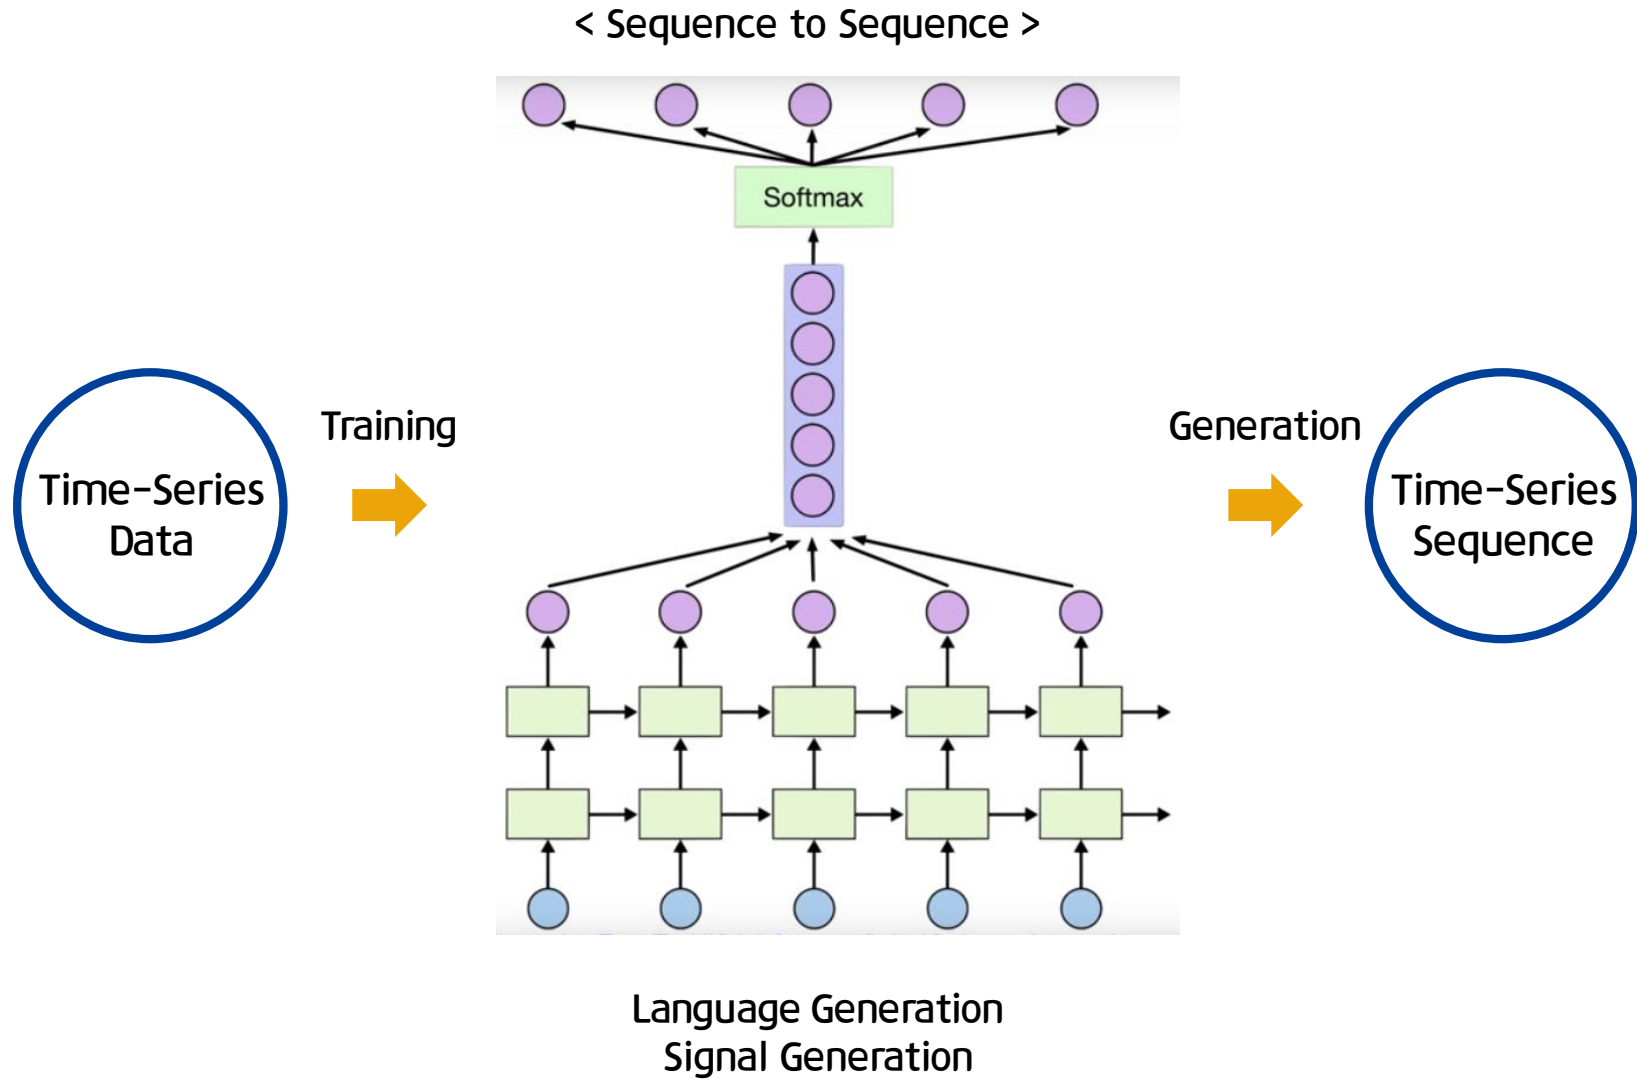 < Sequence to Sequence >
Softmax
Training
Generation
Time-Series
Data
Time-Series
Sequence
Language Generation
Signal Generation